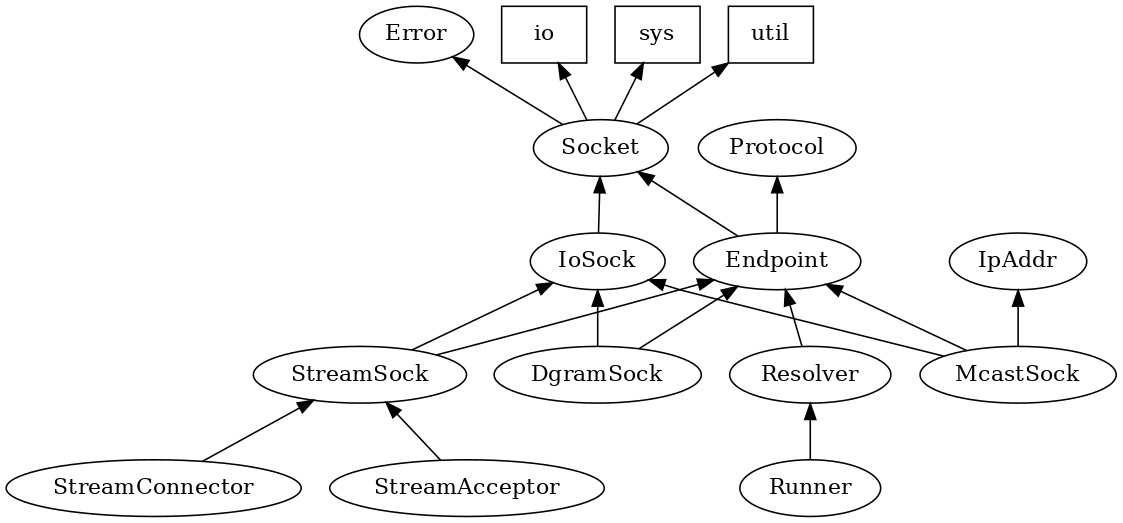 Error
io
sys
util
Socket
Protocol
IoSock
Endpoint
IpAddr
StreamSock
DgramSock
Resolver
McastSock
StreamConnector
StreamAcceptor
Runner